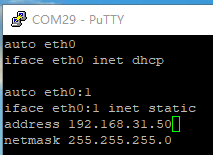 COM29 - PuTTY
auto eth0
iface eth0 inet dhcp
auto eth0:1
iface eth0:1 inet static
address 192.168.31.50
netmask 255.255.255.0